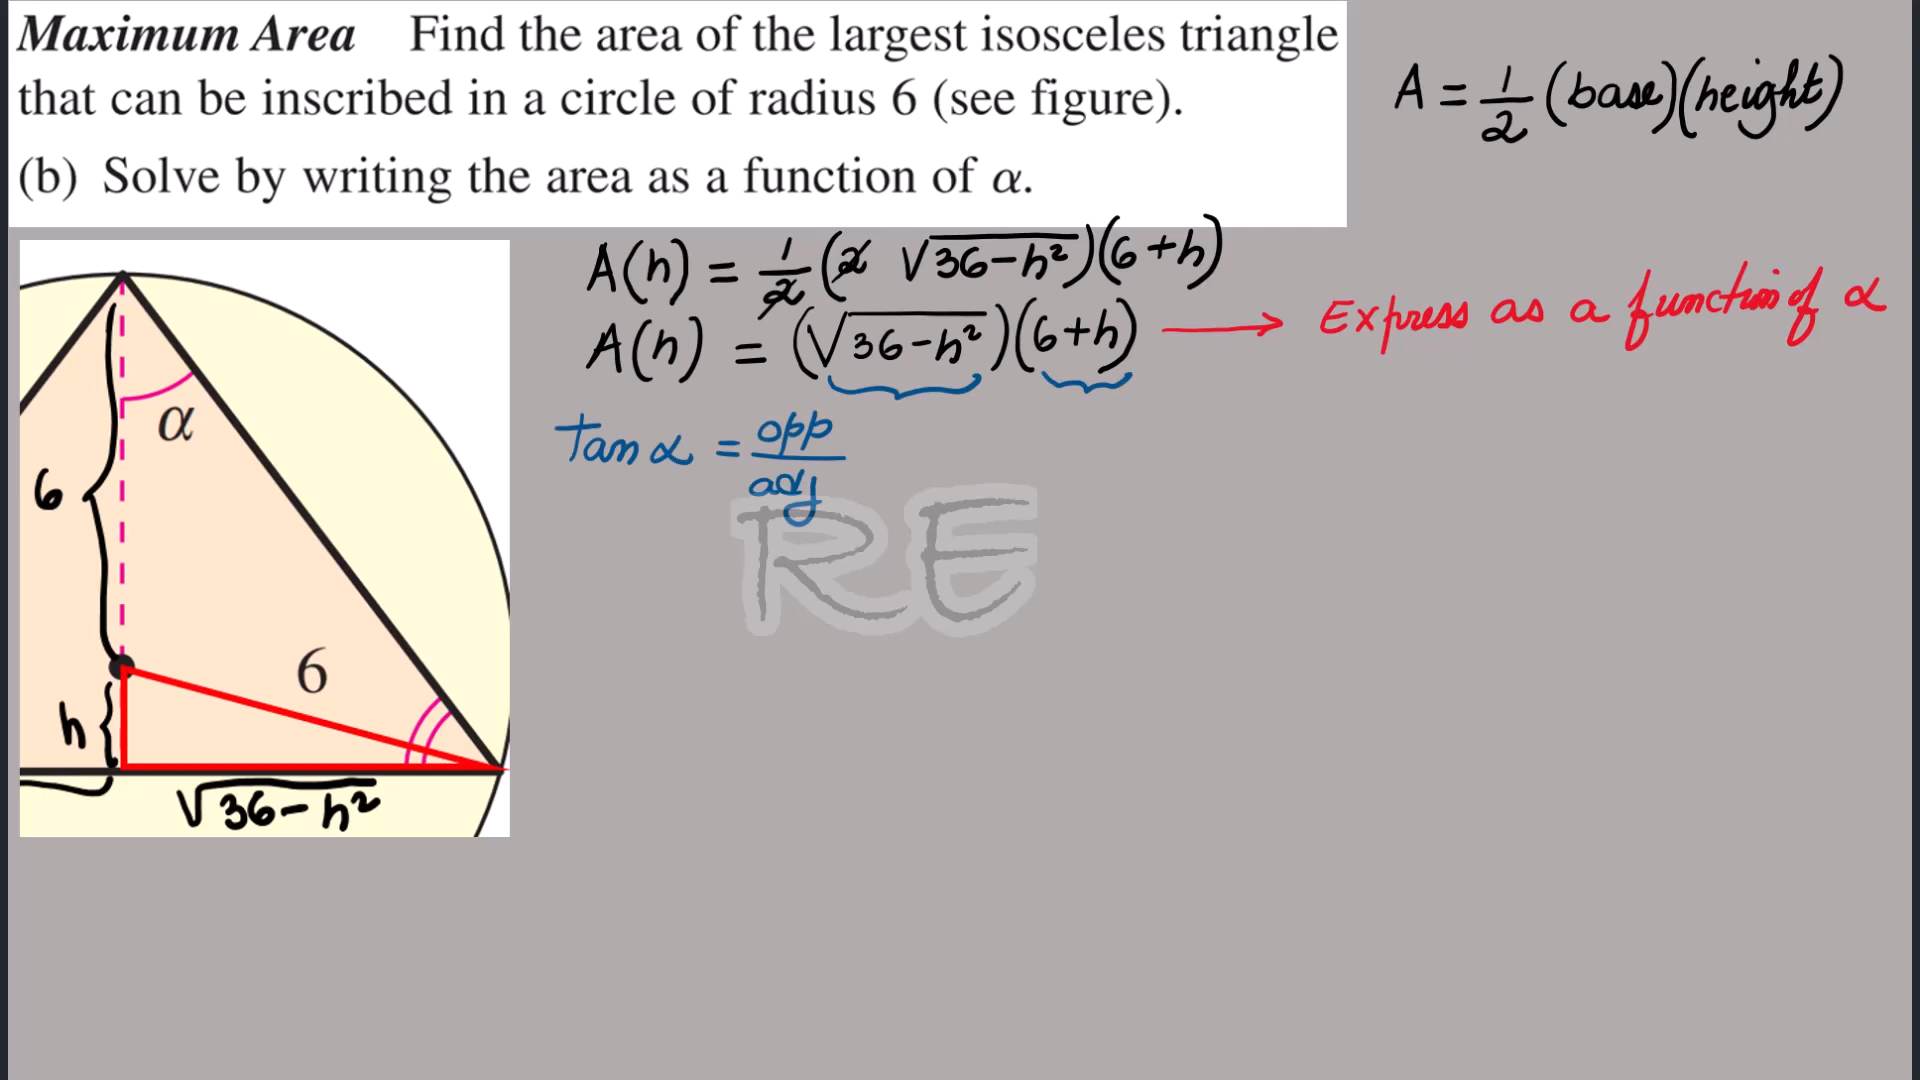 Maximum Area Find the area of the largest isosceles triangle
that can be inscribed in a circle of radius 6 (see figure).
(b) Solve by writing the area as a function of α.
A = 1/2 (base)(height)
A(h) = 1/2 (2 √36-h²)(6+h)
A(h) = (√36-h²)(6+h) → Express as a function of α
tan α = opp/adj
RE
α
6
6
h
√36-h²